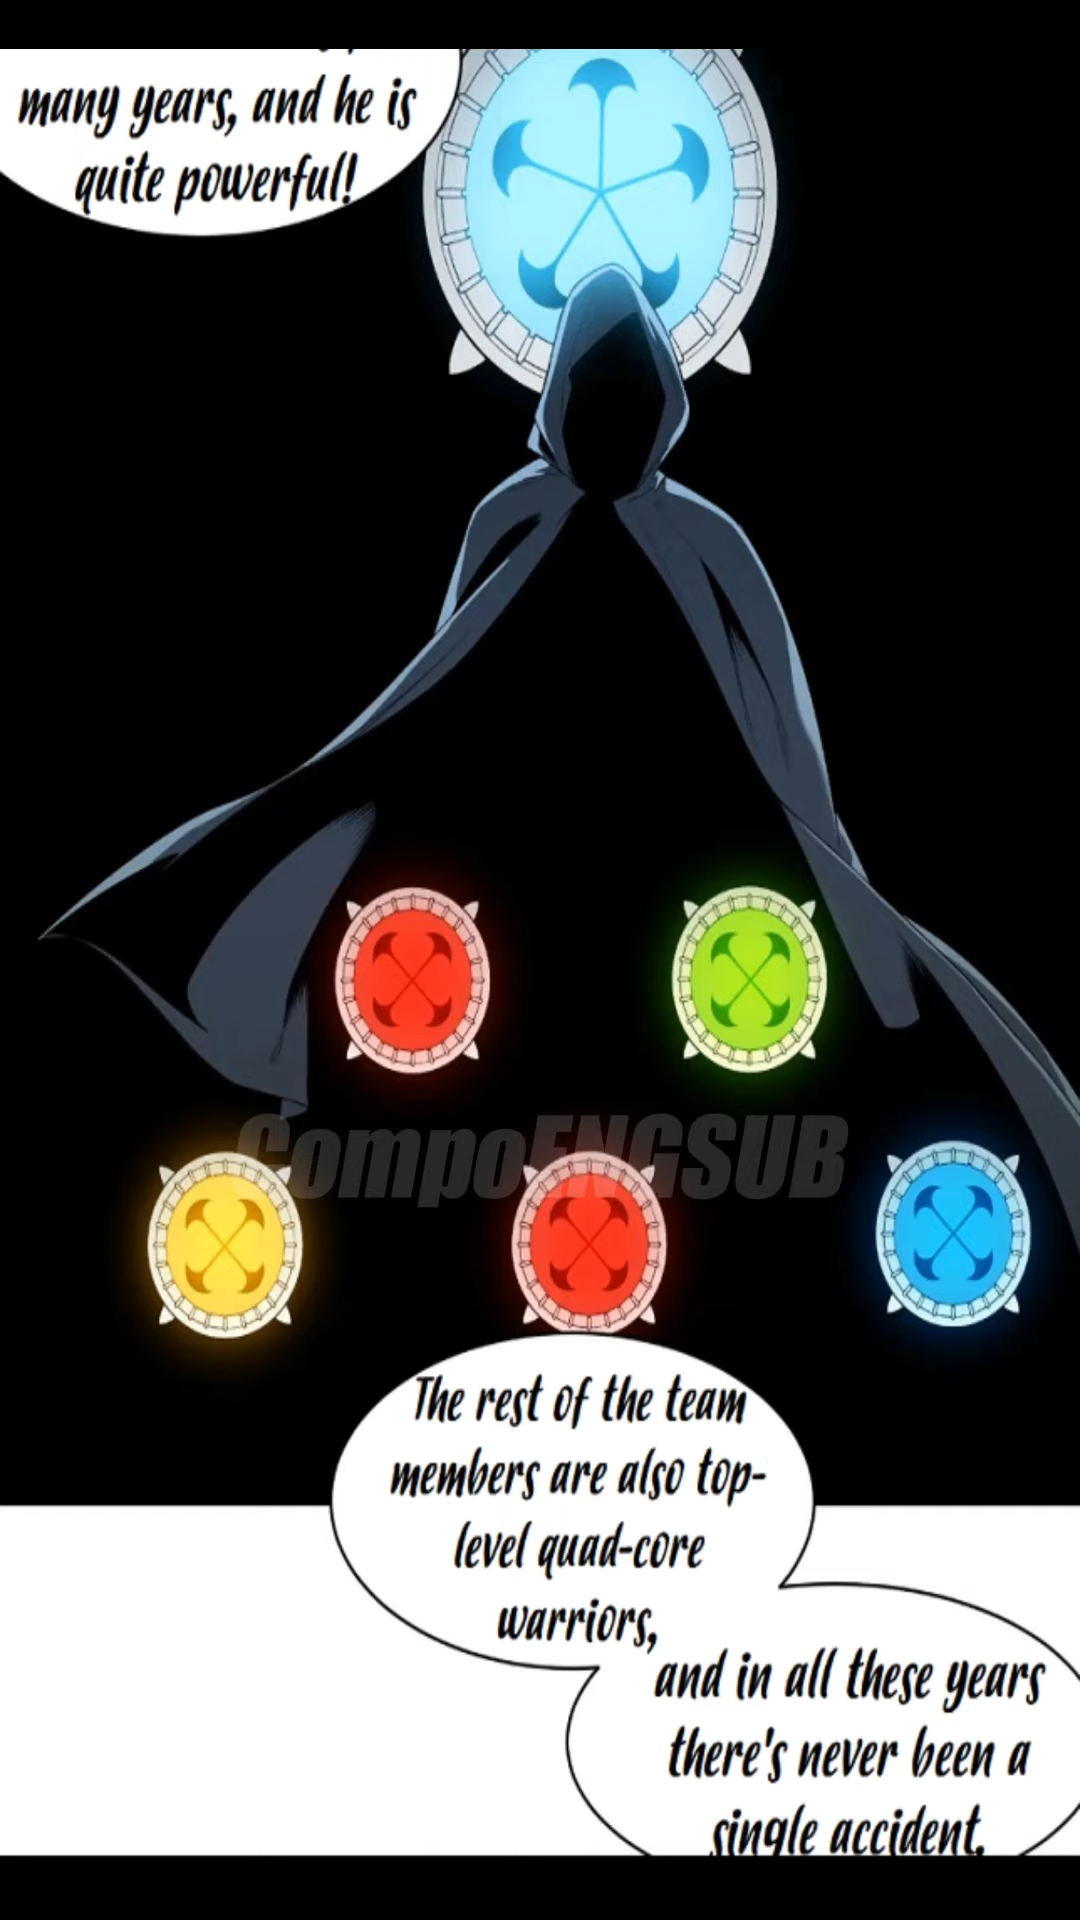 many years, and he is
quite powerful!
CompoENGSUB
The rest of the team
members are also top-
level quad-core
warriors,
and in all these years
there's never been a
single accident.